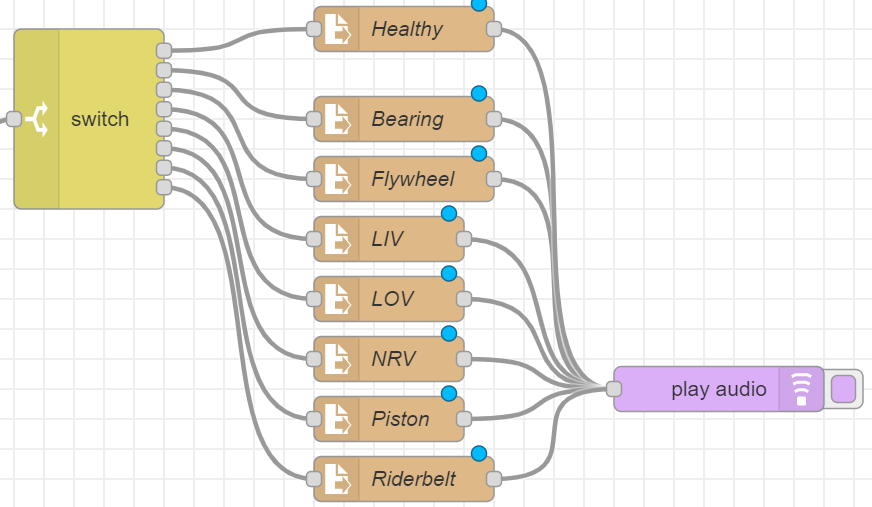 Healthy
switch
Bearing
Flywheel
LIV
LOV
NRV
play audio
Piston
Riderbelt